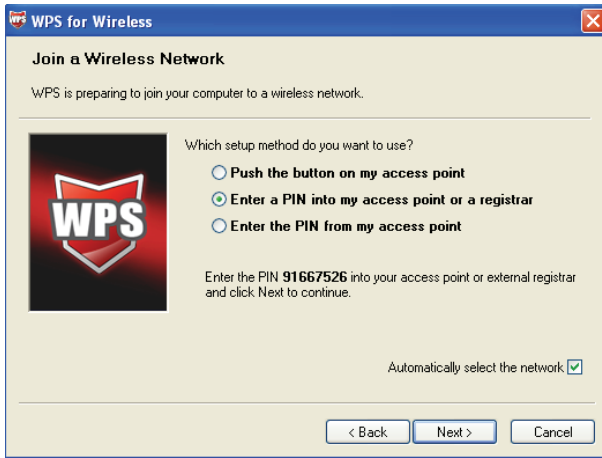 WPS WPS for Wireless
Join a Wireless Network
WPS is preparing to join your computer to a wireless network.
Which setup method do you want to use?
Push the button on my access point
Enter a PIN into my access point or a registrar
Enter the PIN from my access point
WPS
Enter the PIN 91667526 into your access point or external registrar
and click Next to continue.
Automatically select the network
< Back Next > Cancel